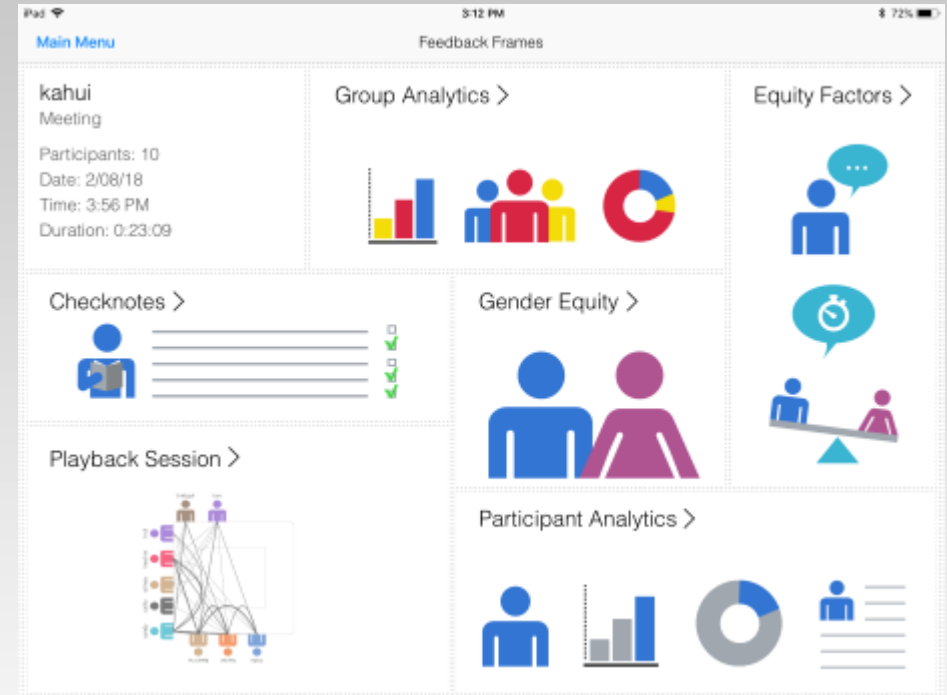 iPad
3:12 PM
72%
Main Menu
Feedback Frames
kahui
Meeting
Participants: 10
Date: 2/08/18
Time: 3:56 PM
Duration: 0:23:09
Group Analytics >
Equity Factors >
Checknotes >
Gender Equity >
Playback Session >
Participant Analytics >